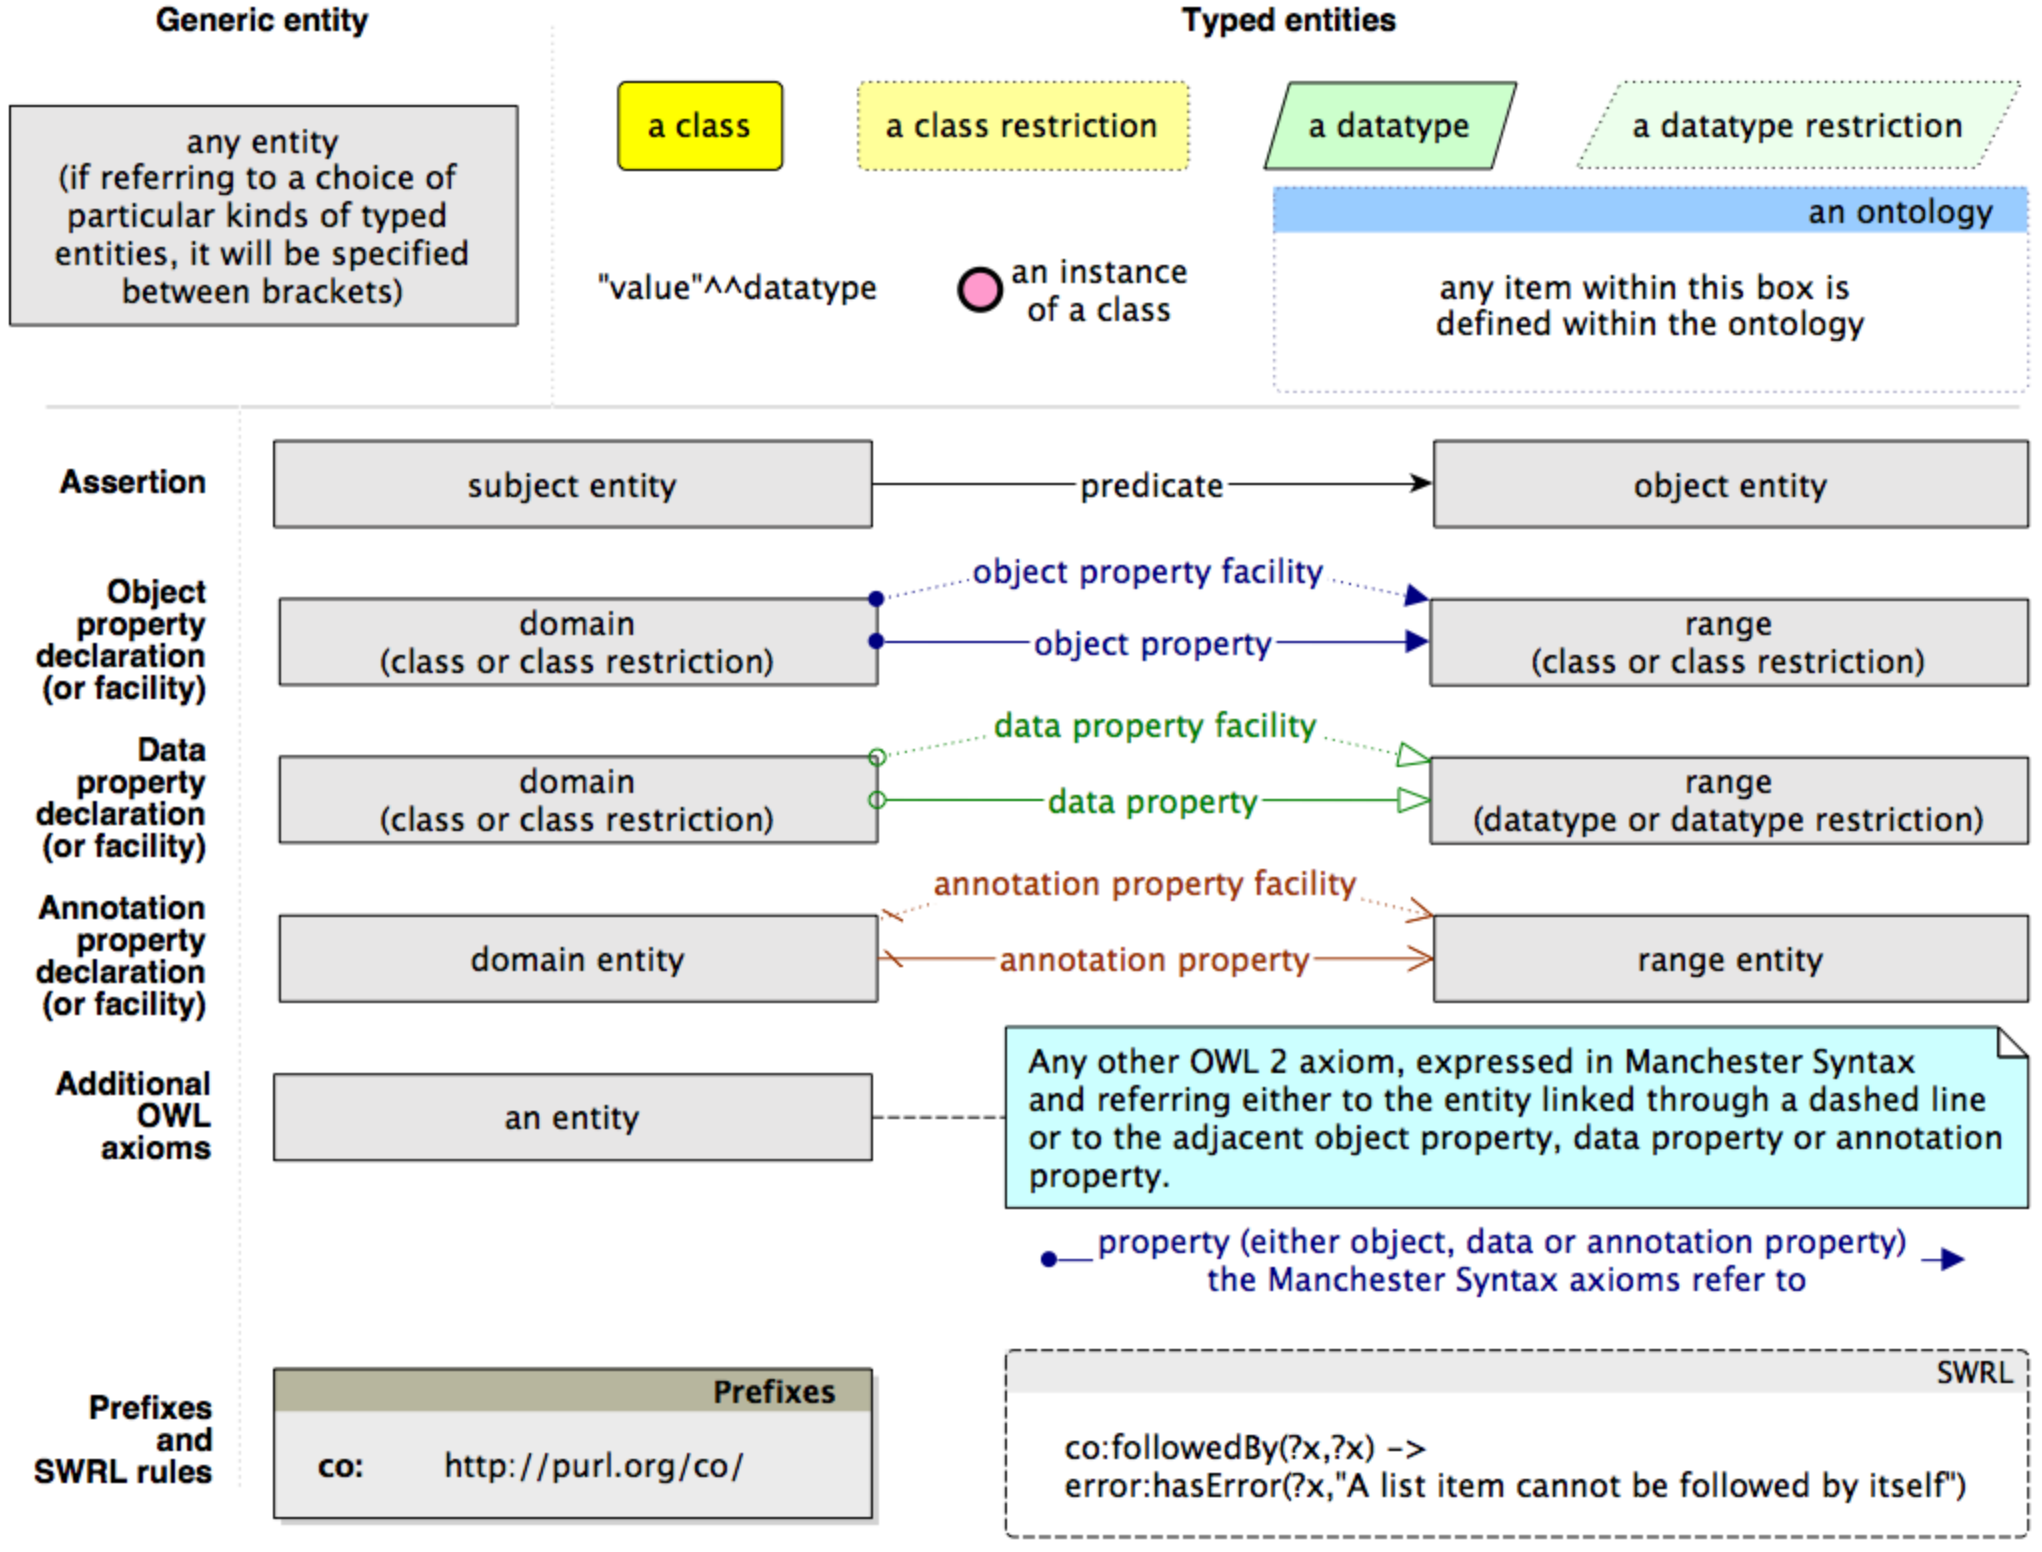 Generic entity
Typed entities
any entity
(if referring to a choice of
particular kinds of typed
entities, it will be specified
between brackets)
a class
a class restriction
a datatype
a datatype restriction
"value"^^datatype
an instance
of a class
an ontology
any item within this box is
defined within the ontology
Assertion
subject entity
predicate
object entity
Object
property
declaration
(or facility)
domain
(class or class restriction)
object property facility
object property
range
(class or class restriction)
Data
property
declaration
(or facility)
domain
(class or class restriction)
data property facility
data property
range
(datatype or datatype restriction)
Annotation
property
declaration
(or facility)
domain entity
annotation property facility
annotation property
range entity
Additional
OWL
axioms
an entity
Any other OWL 2 axiom, expressed in Manchester Syntax
and referring either to the entity linked through a dashed line
or to the adjacent object property, data property or annotation
property.
property (either object, data or annotation property)
the Manchester Syntax axioms refer to
Prefixes
and
SWRL rules
Prefixes
co: http://purl.org/co/
SWRL
co:followedBy(?x,?x) ->
error:hasError(?x,"A list item cannot be followed by itself")